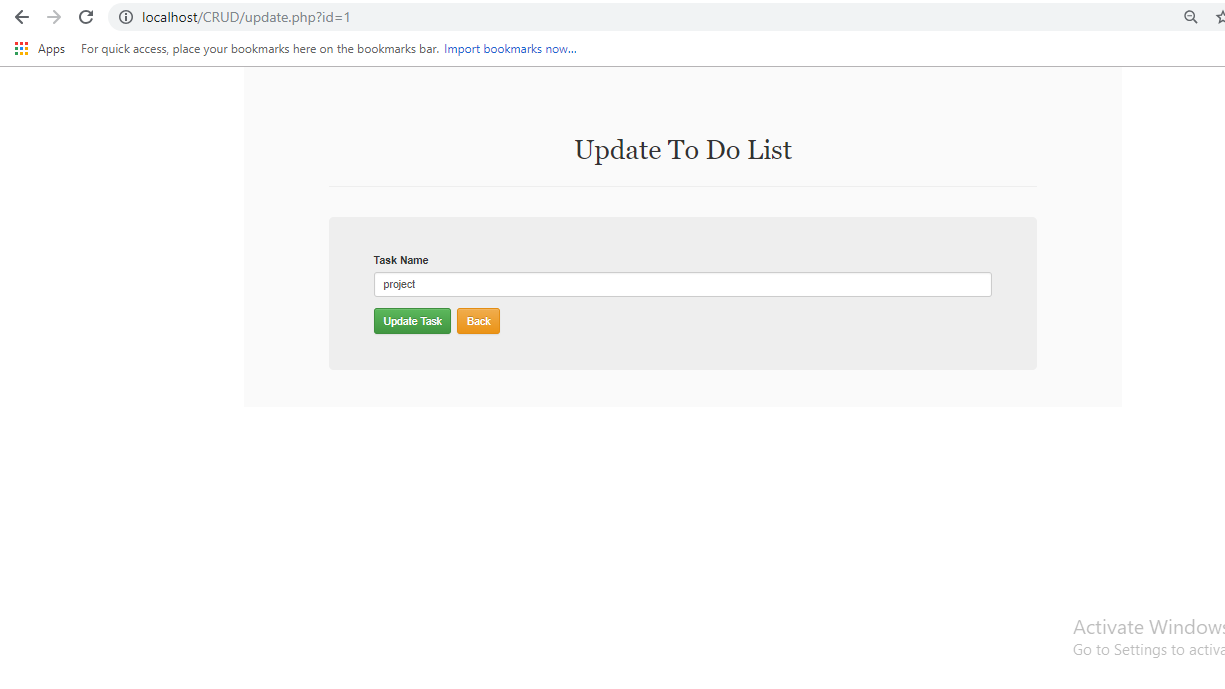 localhost/CRUD/update.php?id=1
Apps For quick access, place your bookmarks here on the bookmarks bar. Import bookmarks now...
Update To Do List
Task Name
project
Update Task Back
Activate Windows
Go to Settings to activa